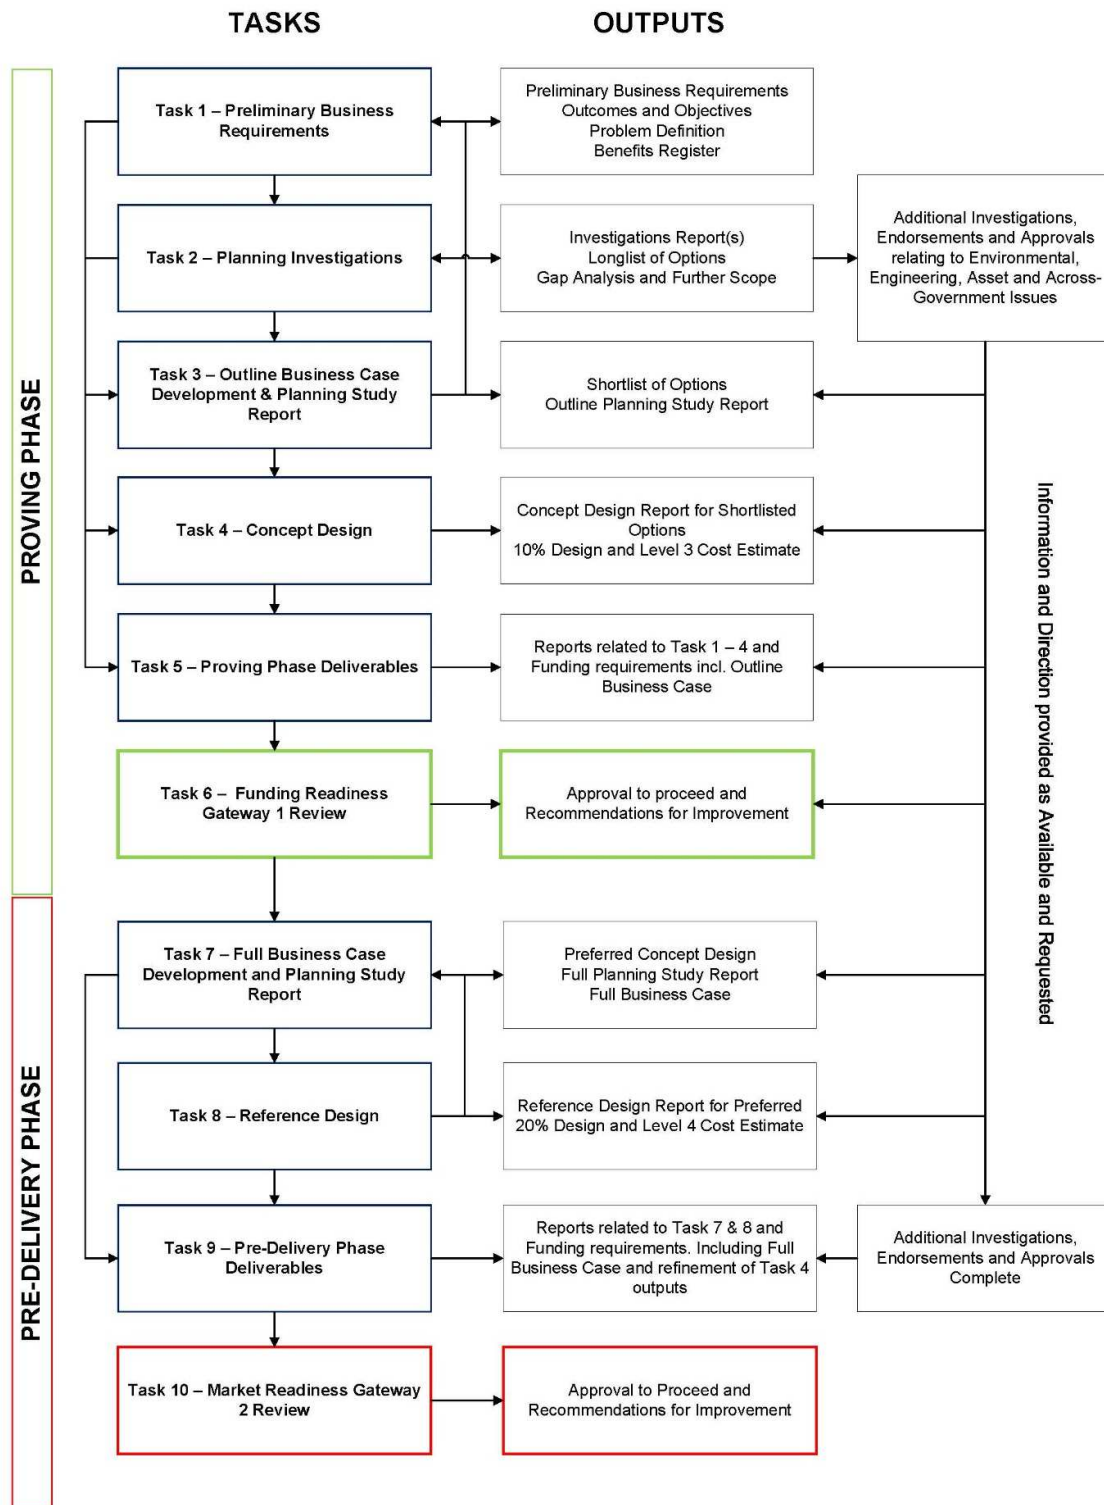 TASKS
OUTPUTS
PROVING PHASE
Task 1 – Preliminary Business
Requirements
Preliminary Business Requirements
Outcomes and Objectives
Problem Definition
Benefits Register
Task 2 – Planning Investigations
Investigations Report(s)
Longlist of Options
Gap Analysis and Further Scope
Additional Investigations,
Endorsements and Approvals
relating to Environmental,
Engineering, Asset and Across-
Government Issues
Task 3 – Outline Business Case
Development & Planning Study
Report
Shortlist of Options
Outline Planning Study Report
Information and Direction provided as Available and Requested
Task 4 – Concept Design
Concept Design Report for Shortlisted
Options
10% Design and Level 3 Cost Estimate
Task 5 – Proving Phase Deliverables
Reports related to Task 1 – 4 and
Funding requirements incl. Outline
Business Case
Task 6 – Funding Readiness
Gateway 1 Review
Approval to proceed and
Recommendations for Improvement
PRE-DELIVERY PHASE
Task 7 – Full Business Case
Development and Planning Study
Report
Preferred Concept Design
Full Planning Study Report
Full Business Case
Task 8 – Reference Design
Reference Design Report for Preferred
20% Design and Level 4 Cost Estimate
Task 9 – Pre-Delivery Phase
Deliverables
Reports related to Task 7 & 8 and
Funding requirements. Including Full
Business Case and refinement of Task 4
outputs
Additional Investigations,
Endorsements and Approvals
Complete
Task 10 – Market Readiness Gateway
2 Review
Approval to Proceed and
Recommendations for Improvement